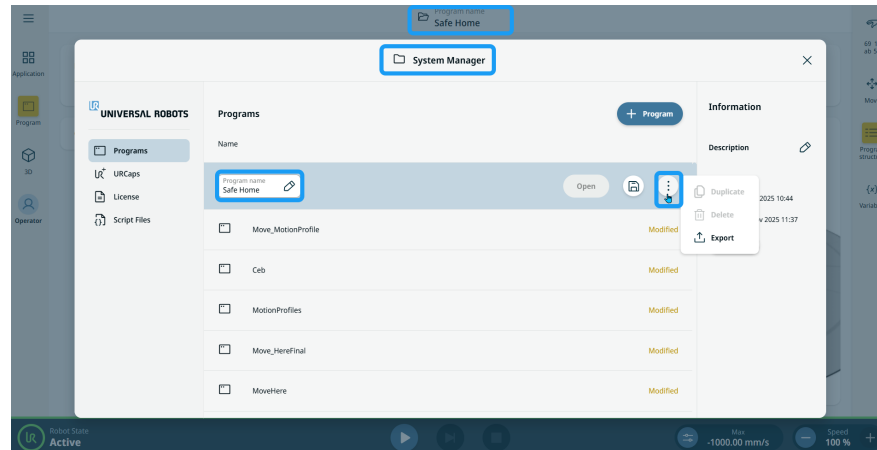 Program name
Safe Home
System Manager
Application
Program
3D
Operator
UNIVERSAL ROBOTS
Programs
URCaps
License
Script Files
Programs
+ Program
Name
Program name
Safe Home
Open
Move_MotionProfile
Modified
Ceb
Modified
MotionProfiles
Modified
Move_HereFinal
Modified
MoveHere
Modified
Information
Description
2025 10:44
2025 11:37
Duplicate
Delete
Export
Robot State
Active
Max
-1000.00 mm/s
Speed
100 %